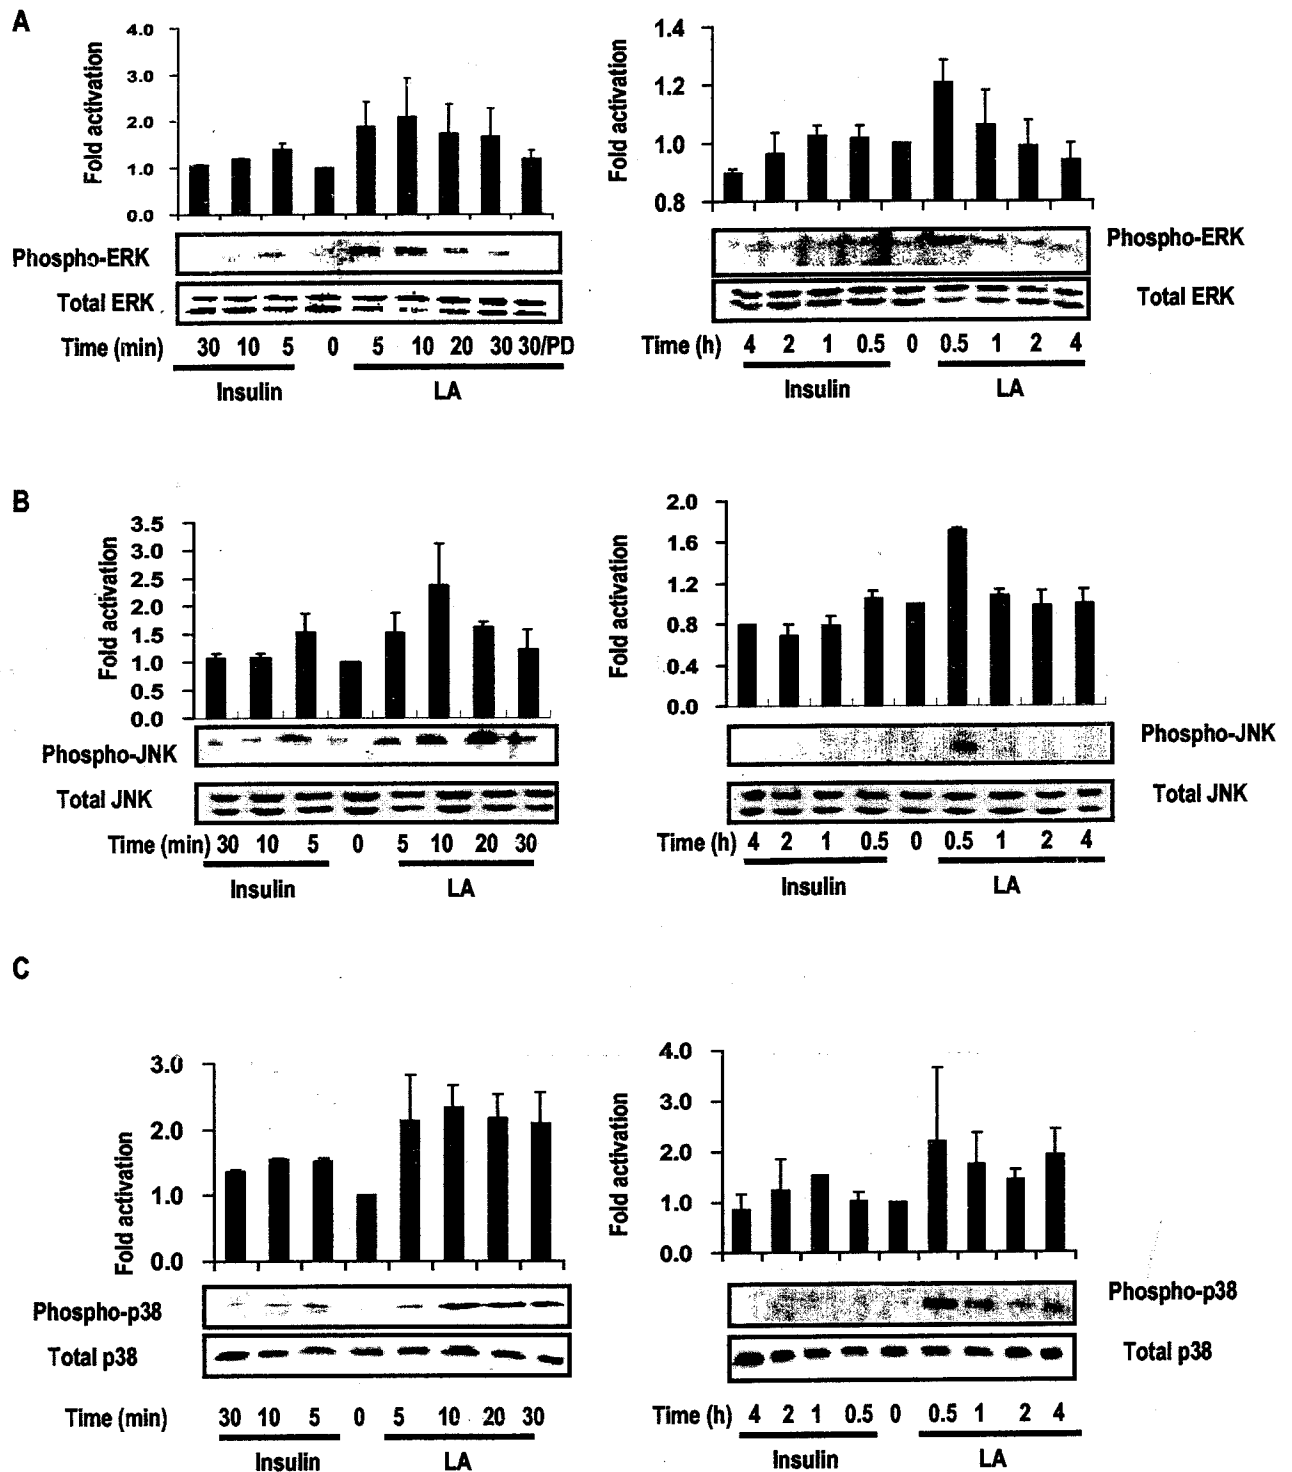 A
Fold activation
4.0
3.0
2.0
1.0
0.0
Phospho-ERK
Total ERK
Time (min) 30 10 5 0 5 10 20 30 30/PD
Insulin LA
Fold activation
1.4
1.2
1.0
0.8
Phospho-ERK
Total ERK
Time (h) 4 2 1 0.5 0 0.5 1 2 4
Insulin LA
B
Fold activation
3.5
3.0
2.5
2.0
1.5
1.0
0.5
0.0
Phospho-JNK
Total JNK
Time (min) 30 10 5 0 5 10 20 30
Insulin LA
Fold activation
2.0
1.6
1.2
0.8
0.4
0.0
Phospho-JNK
Total JNK
Time (h) 4 2 1 0.5 0 0.5 1 2 4
Insulin LA
C
Fold activation
3.0
2.0
1.0
0.0
Phospho-p38
Total p38
Time (min) 30 10 5 0 5 10 20 30
Insulin LA
Fold activation
4.0
3.0
2.0
1.0
0.0
Phospho-p38
Total p38
Time (h) 4 2 1 0.5 0 0.5 1 2 4
Insulin LA